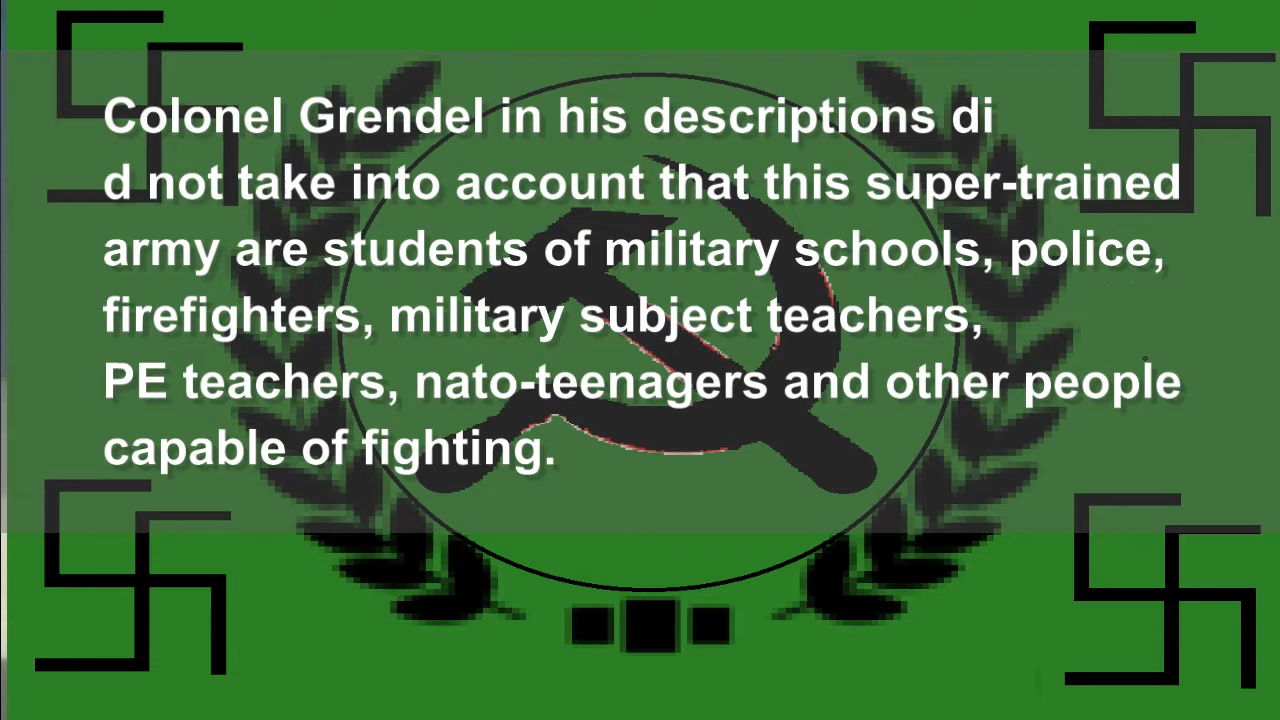 Colonel Grendel in his descriptions di
d not take into account that this super-trained
army are students of military schools, police,
firefighters, military subject teachers,
PE teachers, nato-teenagers and other people
capable of fighting.